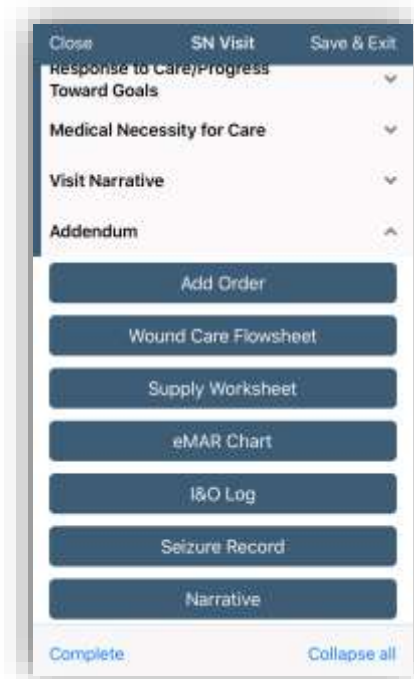 Close SN Visit Save & Exit
Response to Care/Progress
Toward Goals
Medical Necessity for Care
Visit Narrative
Addendum
Add Order
Wound Care Flowsheet
Supply Worksheet
eMAR Chart
I&O Log
Seizure Record
Narrative
Complete Collapse all